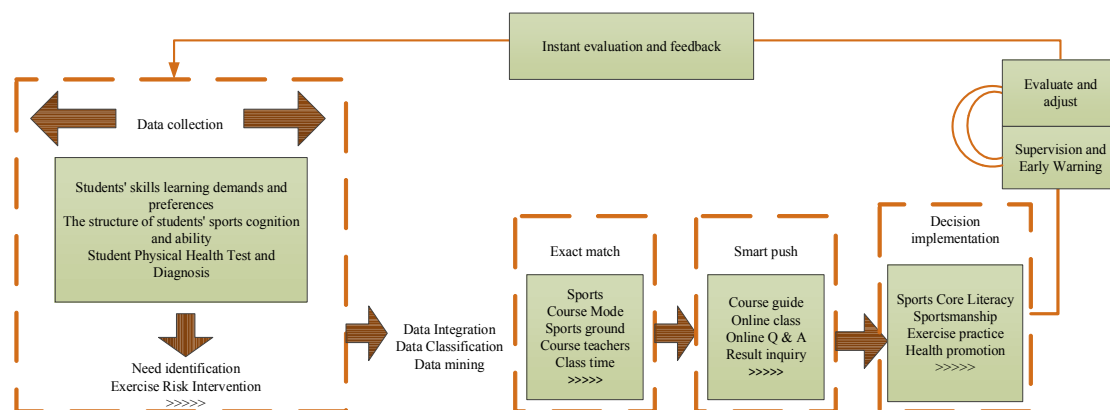 Instant evaluation and feedback
Evaluate and
adjust
Supervision and
Early Warning
Data collection
Students' skills learning demands and
preferences
The structure of students' sports cognition
and ability
Student Physical Health Test and
Diagnosis
Need identification
Exercise Risk Intervention
>>>>>
Data Integration
Data Classification
Data mining
Exact match
Sports
Course Mode
Sports ground
Course teachers
Class time
>>>>>
Smart push
Course guide
Online class
Online Q & A
Result inquiry
>>>>>
Decision
implementation
Sports Core Literacy
Sportsmanship
Exercise practice
Health promotion
>>>>>